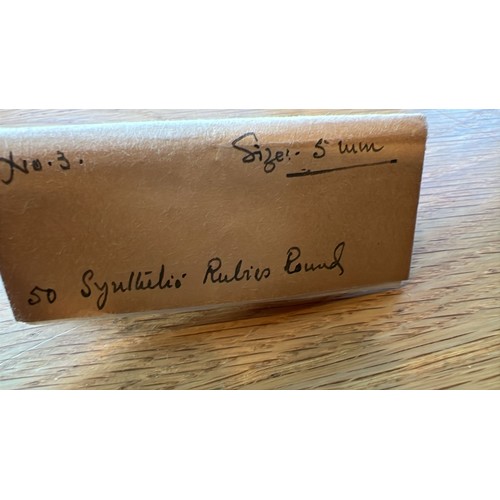 No. 3. Size:. 5 mm
50 Synthetic Rubies Round